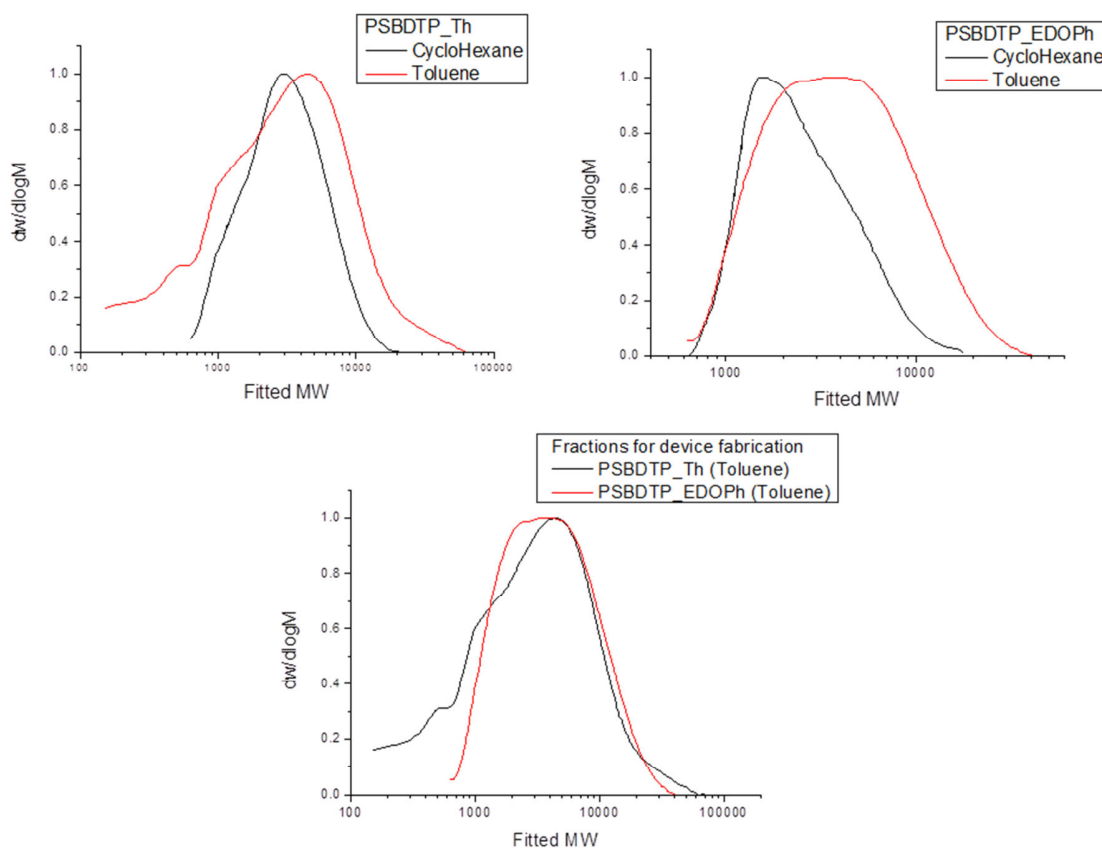 PSBDTP_Th
CycloHexane
Toluene
1.0
0.8
0.6
0.4
0.2
0.0
dw/dlogM
100
1000
10000
100000
Fitted MW
PSBDTP_EDOPh
CycloHexane
Toluene
1.0
0.8
0.6
0.4
0.2
0.0
dw/dlogM
1000
10000
Fitted MW
Fractions for device fabrication
PSBDTP_Th (Toluene)
PSBDTP_EDOPh (Toluene)
1.0
0.8
0.6
0.4
0.2
0.0
dw/dlogM
100
1000
10000
100000
Fitted MW